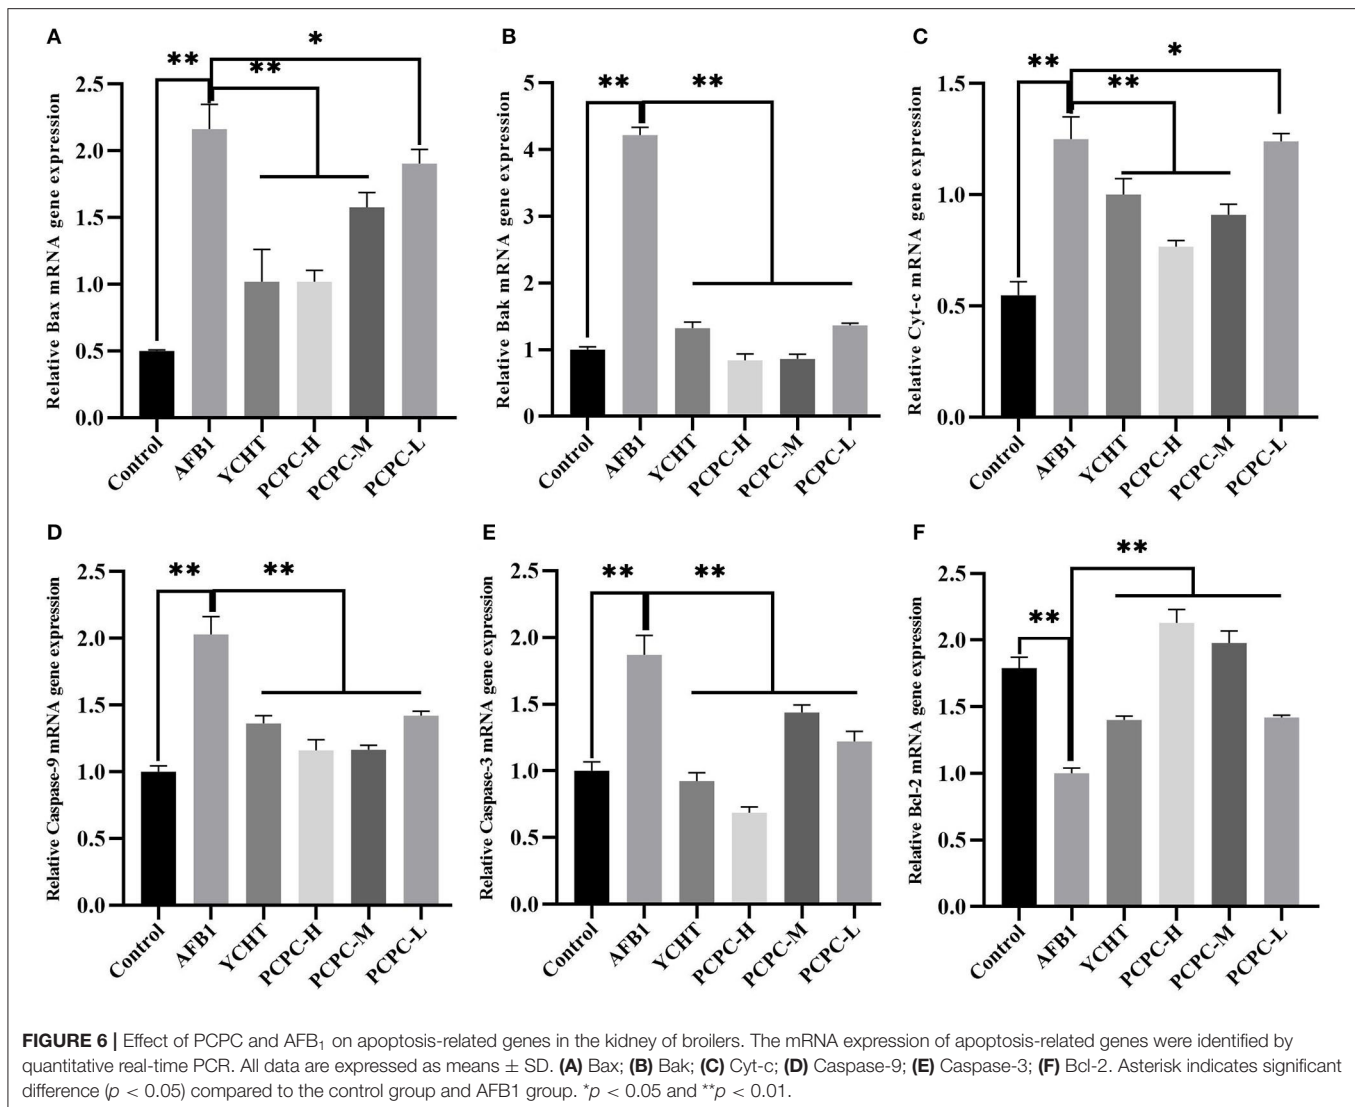 A
Relative Bax mRNA gene expression
2.5
2.0
1.5
1.0
0.5
0.0
** ** *
Control AFB1 YCHT PCPC-H PCPC-M PCPC-L
B
Relative Bak mRNA gene expression
5
4
3
2
1
0
** **
Control AFB1 YCHT PCPC-H PCPC-M PCPC-L
C
Relative Cyt-c mRNA gene expression
1.5
1.0
0.5
0.0
** ** *
Control AFB1 YCHT PCPC-H PCPC-M PCPC-L
D
Relative Caspase-9 mRNA gene expression
2.5
2.0
1.5
1.0
0.5
0.0
** **
Control AFB1 YCHT PCPC-H PCPC-M PCPC-L
E
Relative Caspase-3 mRNA gene expression
2.5
2.0
1.5
1.0
0.5
0.0
** **
Control AFB1 YCHT PCPC-H PCPC-M PCPC-L
F
Relative Bcl-2 mRNA gene expression
2.5
2.0
1.5
1.0
0.5
0.0
** **
Control AFB1 YCHT PCPC-H PCPC-M PCPC-L
FIGURE 6 | Effect of PCPC and AFB₁ on apoptosis-related genes in the kidney of broilers. The mRNA expression of apoptosis-related genes were identified by
quantitative real-time PCR. All data are expressed as means ± SD. (A) Bax; (B) Bak; (C) Cyt-c; (D) Caspase-9; (E) Caspase-3; (F) Bcl-2. Asterisk indicates significant
difference (p < 0.05) compared to the control group and AFB1 group. *p < 0.05 and **p < 0.01.